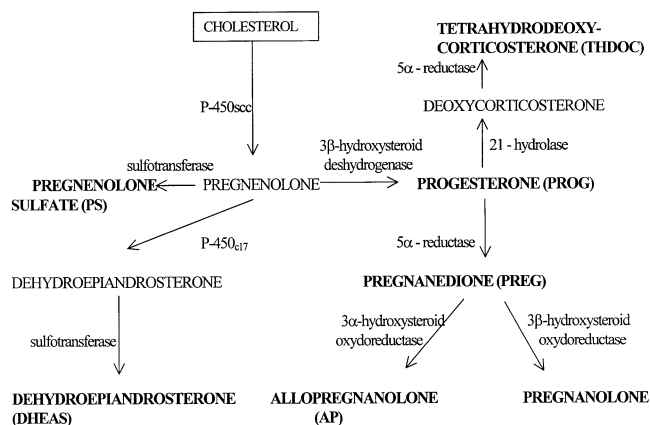 CHOLESTEROL
TETRAHYDRODEOXY-
CORTICOSTERONE (THDOC)
5α - reductase
DEOXYCORTICOSTERONE
P-450scc
3β-hydroxysteroid
deshydrogenase
21 - hydrolase
sulfotransferase
PREGNENOLONE
SULFATE (PS)
PREGNENOLONE
PROGESTERONE (PROG)
P-450c17
5α - reductase
DEHYDROEPIANDROSTERONE
PREGNANEDIONE (PREG)
sulfotransferase
3α-hydroxysteroid
oxydoreductase
3β-hydroxysteroid
oxydoreductase
DEHYDROEPIANDROSTERONE
(DHEAS)
ALLOPREGNANOLONE
(AP)
PREGNANOLONE